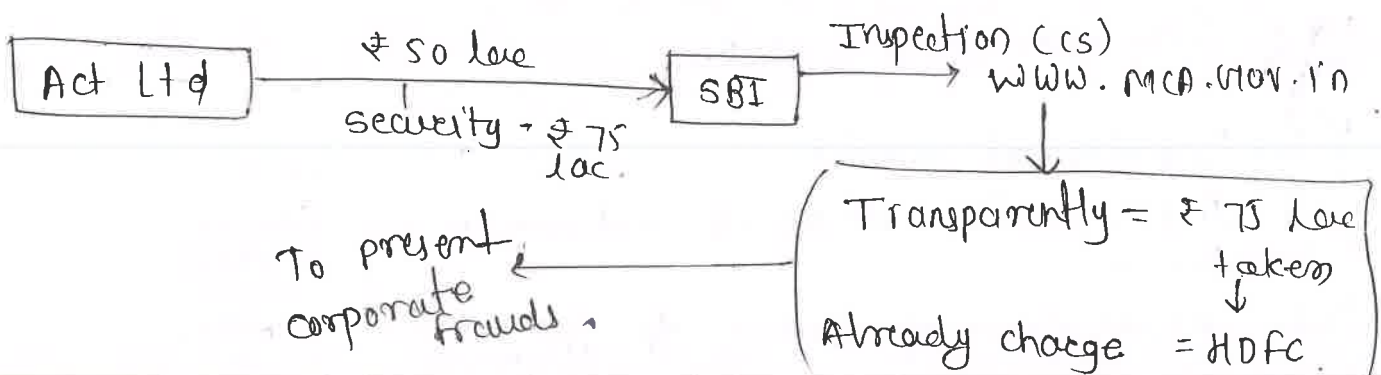 Act Ltd
₹ 50 lac
security - ₹ 75
lac.
SBI
Inspection (CS)
www.MCA.GOV.in
Transparently = ₹ 75 lac
taken
Already charge = HDFC
To present
corporate
frauds.